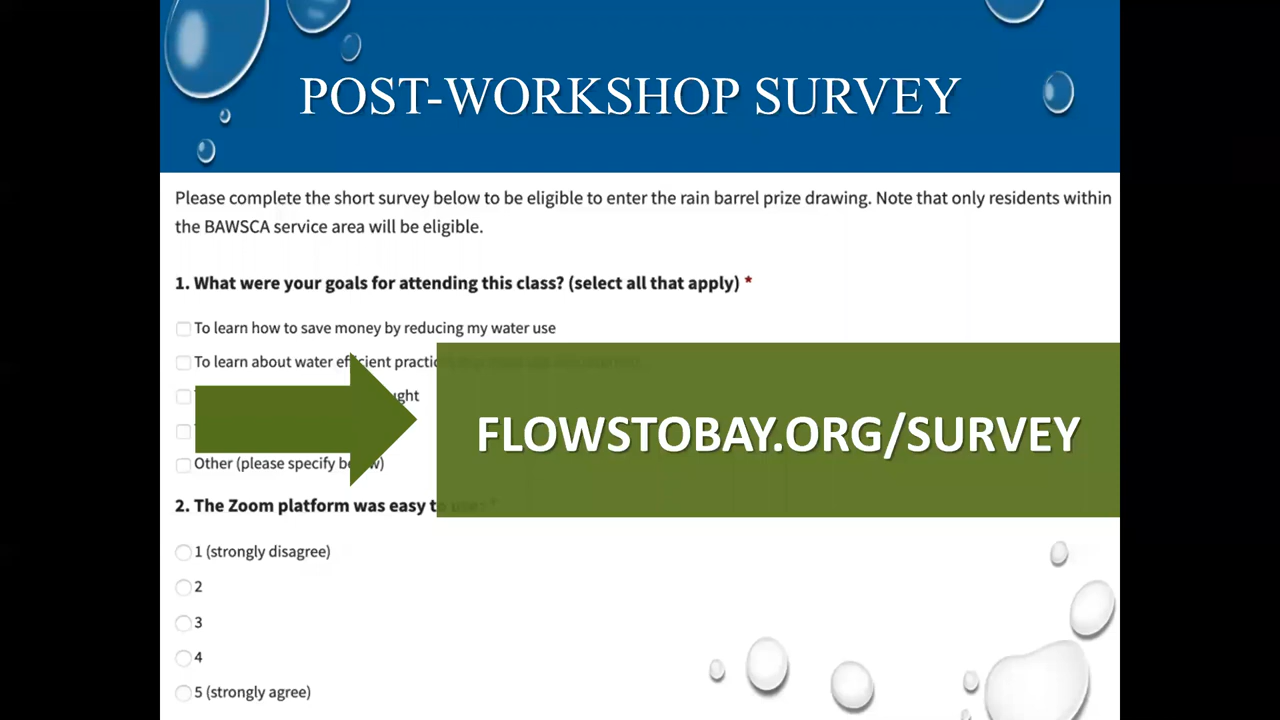 POST-WORKSHOP SURVEY
Please complete the short survey below to be eligible to enter the rain barrel prize drawing. Note that only residents within
the BAWSCA service area will be eligible.
1. What were your goals for attending this class? (select all that apply) *
To learn how to save money by reducing my water use
To learn about water efficient
FLOWSTOBAY.ORG/SURVEY
Other (please specify
2. The Zoom platform was easy
1 (strongly disagree)
2
3
4
5 (strongly agree)